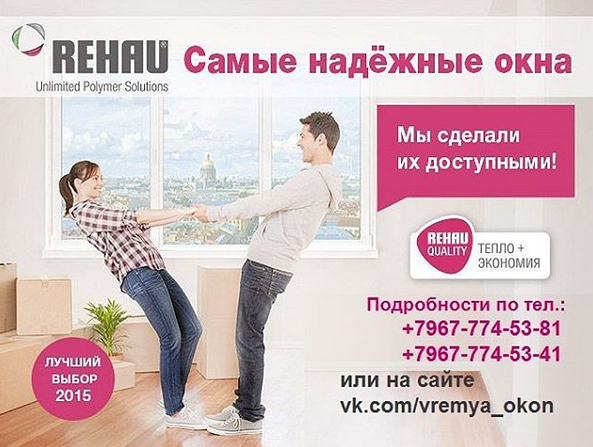 REHAU®
Unlimited Polymer Solutions
Самые надёжные окна
Мы сделали
их доступными!
REHAU
QUALITY
ТЕПЛО +
ЭКОНОМИЯ
Подробности по тел.:
+7967-774-53-81
+7967-774-53-41
или на сайте
vk.com/vremya_okon
ЛУЧШИЙ
ВЫБОР
2015